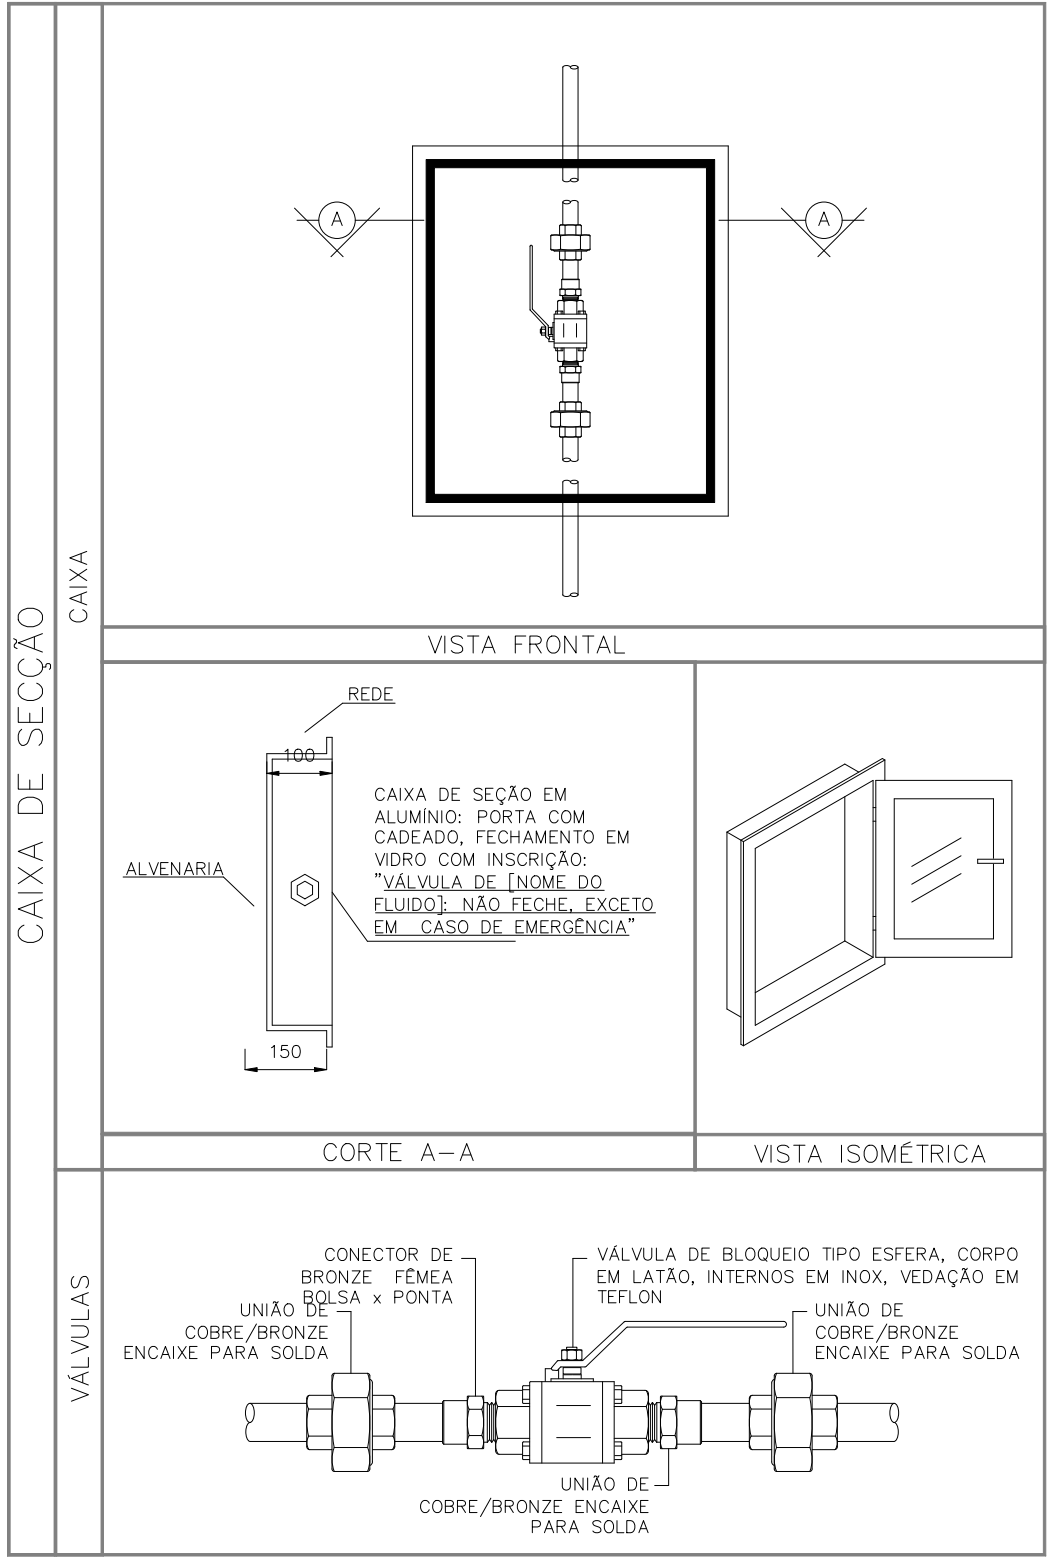 CAIXA DE SECÇÃO
CAIXA
A
A
VISTA FRONTAL
REDE
100
CAIXA DE SEÇÃO EM
ALUMÍNIO: PORTA COM
CADEADO, FECHAMENTO EM
VIDRO COM INSCRIÇÃO:
"VÁLVULA DE [NOME DO
FLUIDO]: NÃO FECHE, EXCETO
EM CASO DE EMERGÊNCIA"
ALVENARIA
150
CORTE A-A
VISTA ISOMÉTRICA
VÁLVULAS
CONECTOR DE
BRONZE FÊMEA
BOLSA x PONTA
UNIÃO DE
COBRE/BRONZE
ENCAIXE PARA SOLDA
VÁLVULA DE BLOQUEIO TIPO ESFERA, CORPO
EM LATÃO, INTERNOS EM INOX, VEDAÇÃO EM
TEFLON
UNIÃO DE
COBRE/BRONZE
ENCAIXE PARA SOLDA
UNIÃO DE
COBRE/BRONZE ENCAIXE
PARA SOLDA